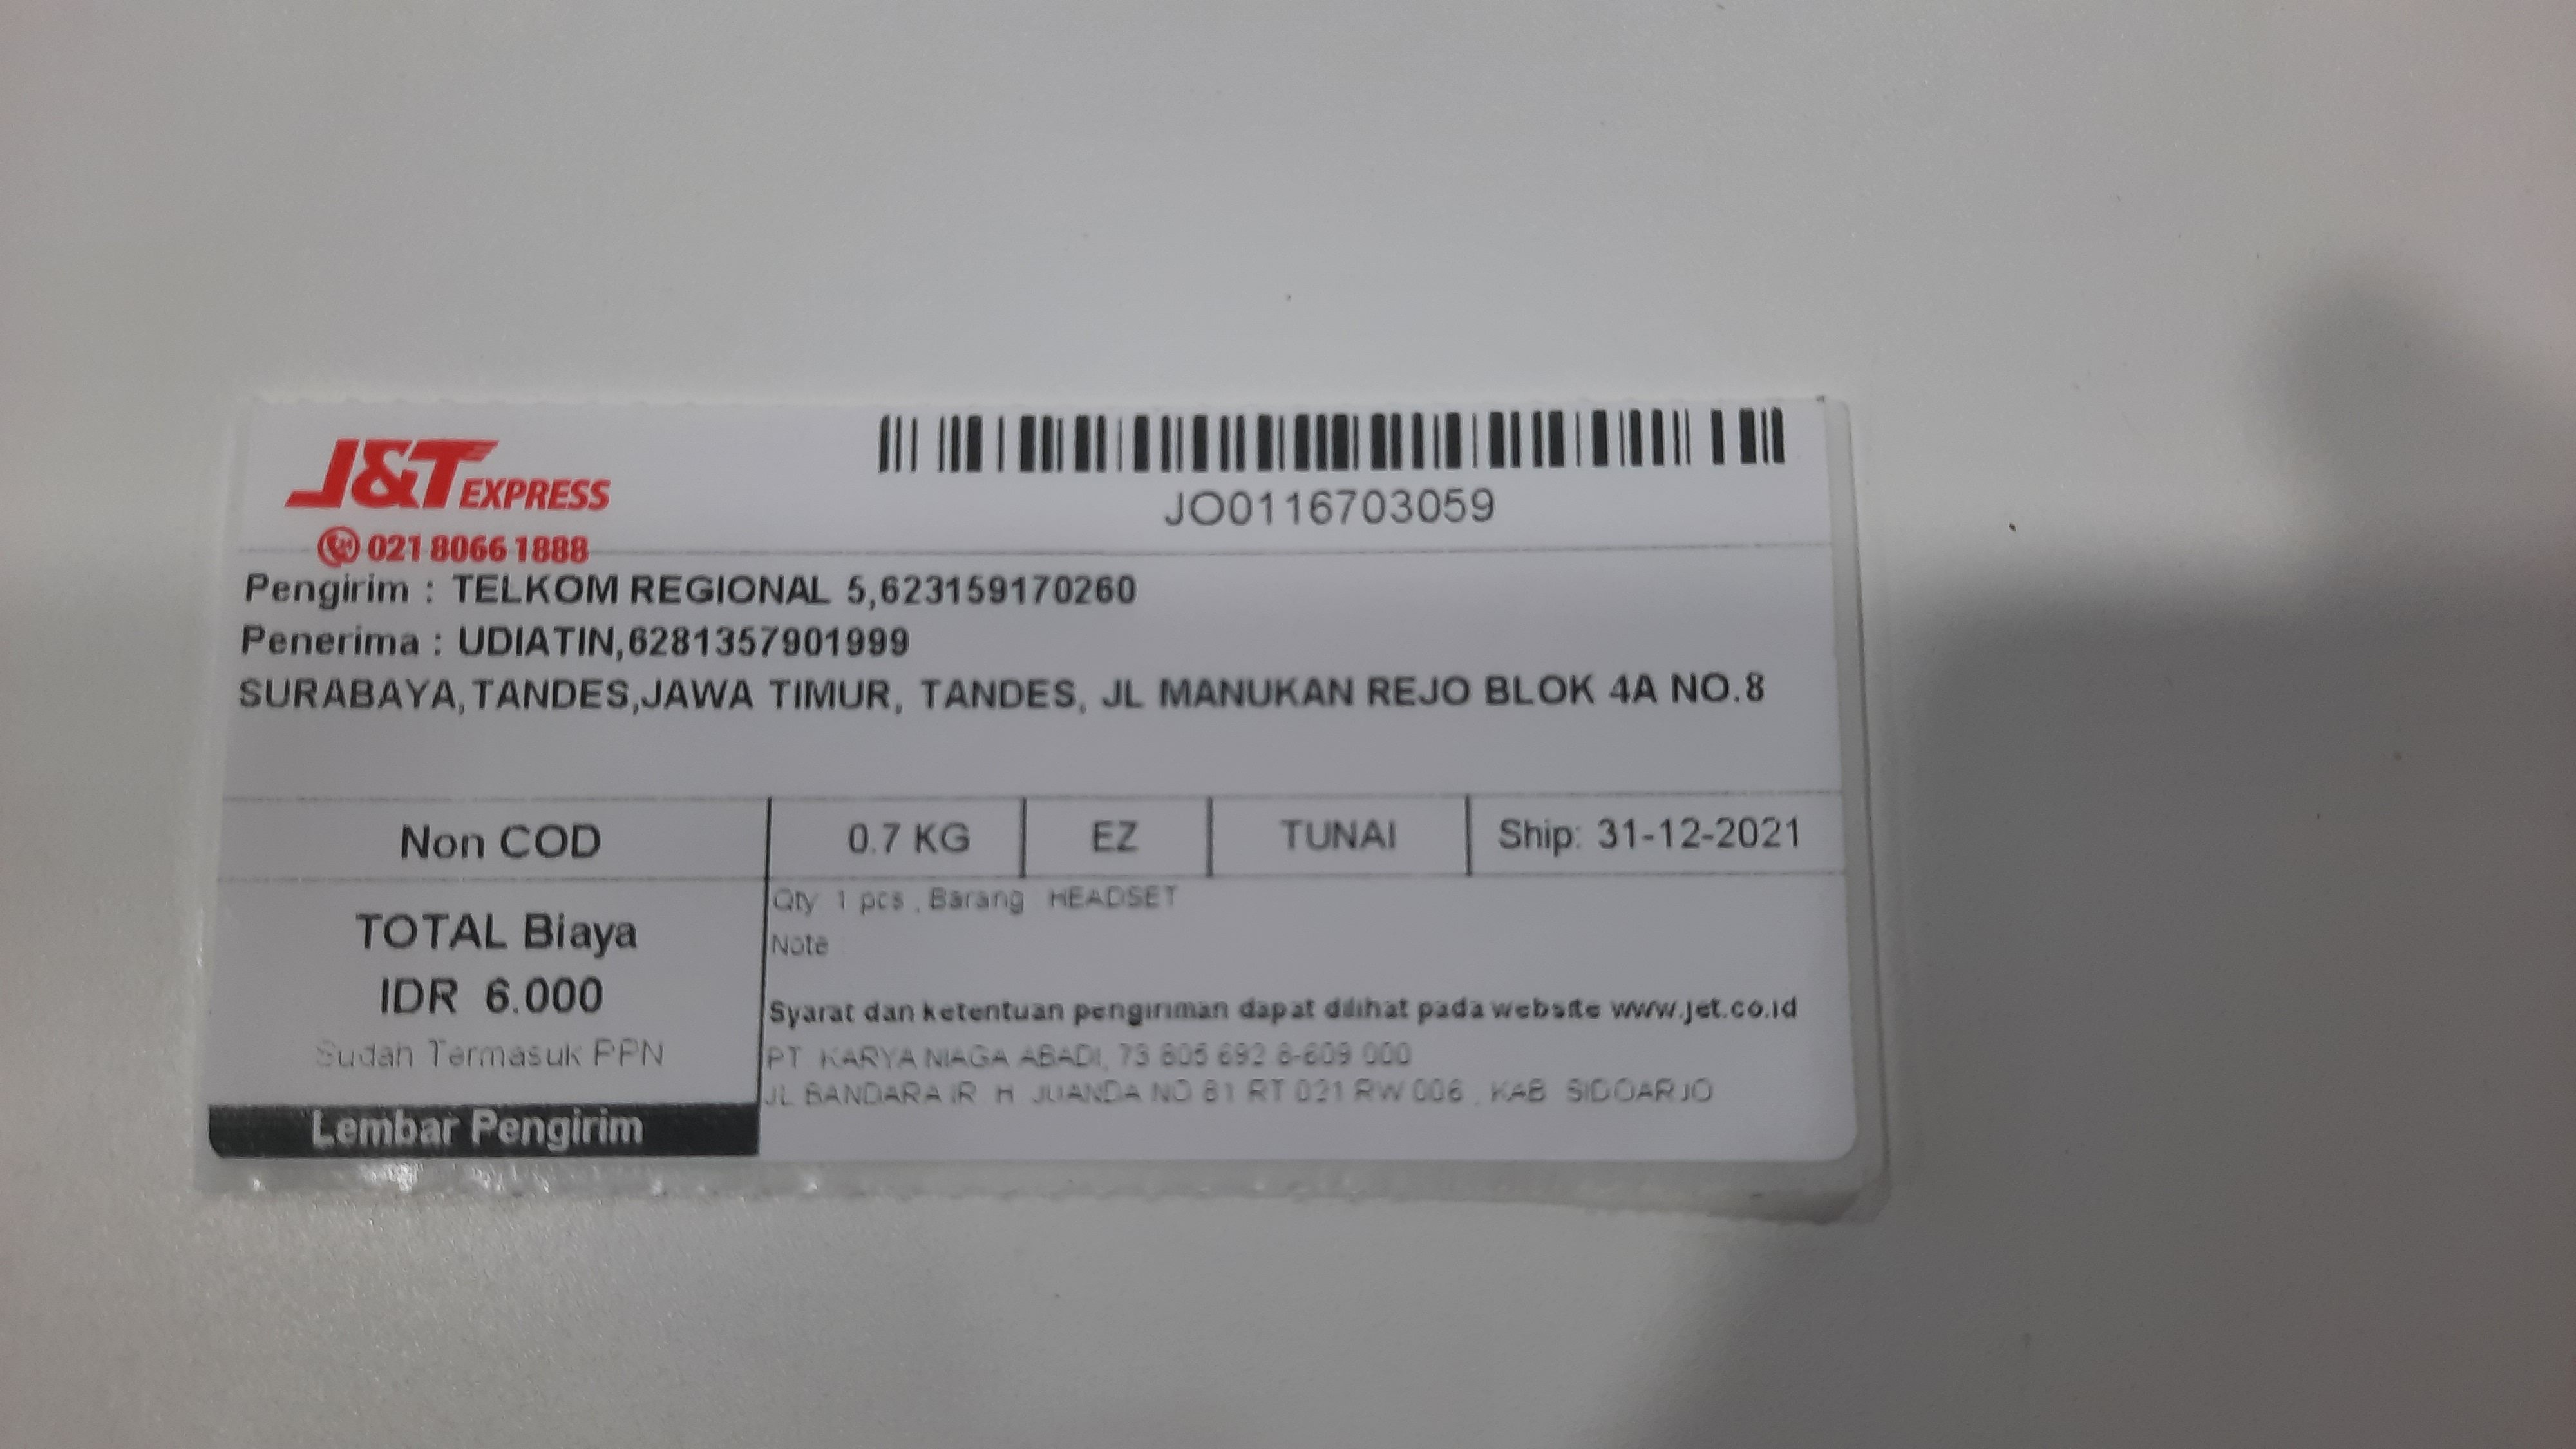 J&T EXPRESS
021 8066 1888
JO0116703059
Pengirim : TELKOM REGIONAL 5,623159170260
Penerima : UDIATIN,6281357901999
SURABAYA,TANDES,JAWA TIMUR, TANDES, JL MANUKAN REJO BLOK 4A NO.8
Non COD 0.7 KG EZ TUNAI Ship: 31-12-2021
Qty 1 pcs , Barang : HEADSET
Note :
TOTAL Biaya
IDR 6.000
Sudah Termasuk PPN
Syarat dan ketentuan pengiriman dapat dilihat pada website www.jet.co.id
PT KARYA NIAGA ABADI, 73 605 692 6-609 000
JL BANDARA IR H JUANDA NO 61 RT 021 RW 006 , KAB SIDOARJO
Lembar Pengirim